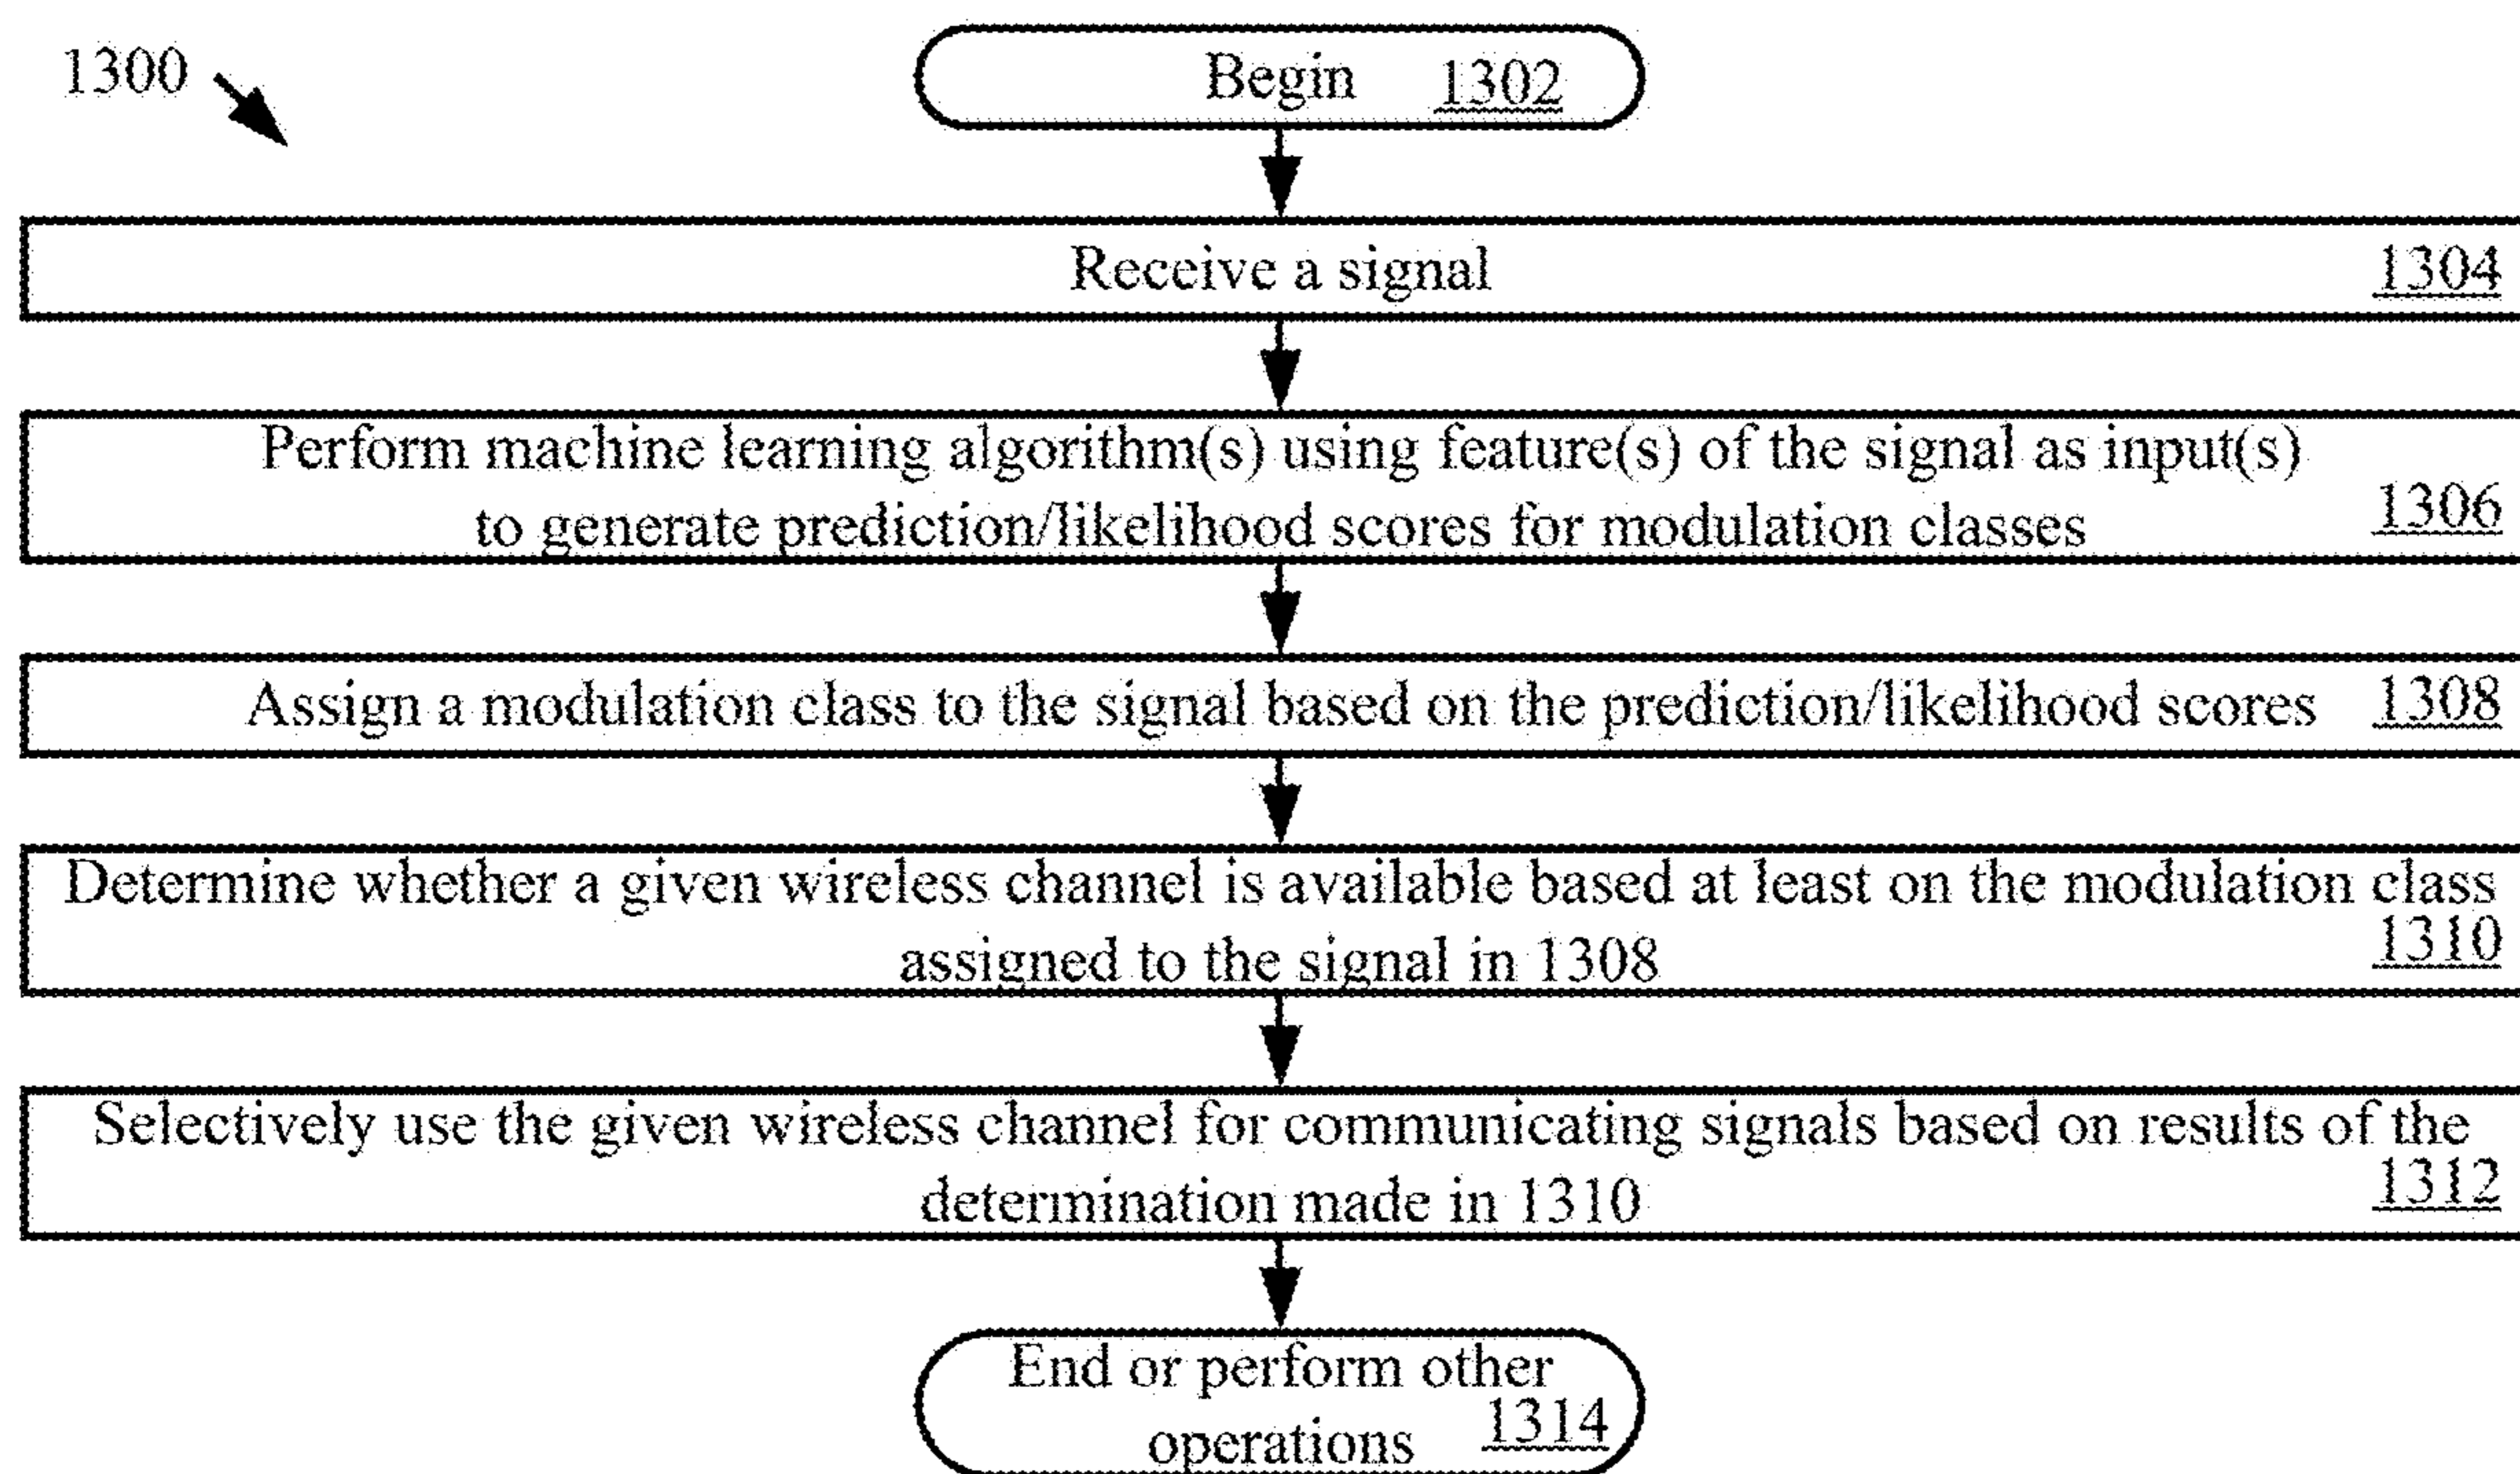 1300
Begin 1302
Receive a signal 1304
Perform machine learning algorithm(s) using feature(s) of the signal as input(s)
to generate prediction/likelihood scores for modulation classes 1306
Assign a modulation class to the signal based on the prediction/likelihood scores 1308
Determine whether a given wireless channel is available based at least on the modulation class
assigned to the signal in 1308 1310
Selectively use the given wireless channel for communicating signals based on results of the
determination made in 1310 1312
End or perform other
operations 1314